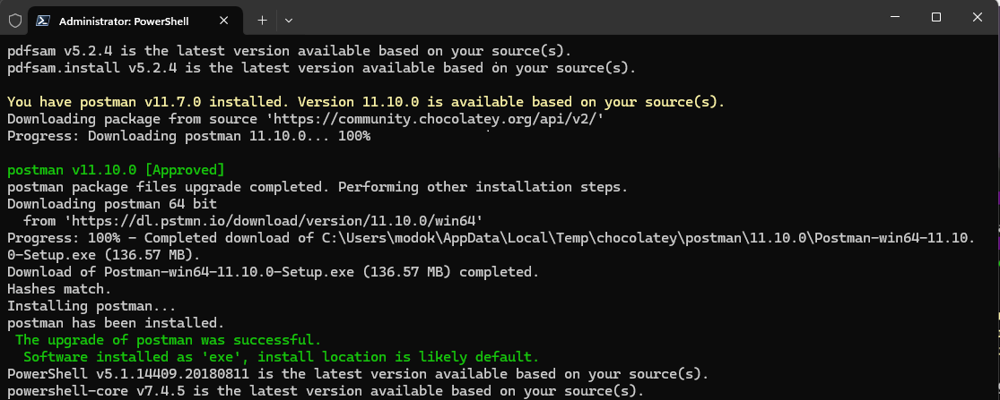 Administrator: PowerShell
pdfsam v5.2.4 is the latest version available based on your source(s).
pdfsam.install v5.2.4 is the latest version available based on your source(s).
You have postman v11.7.0 installed. Version 11.10.0 is available based on your source(s).
Downloading package from source 'https://community.chocolatey.org/api/v2/'
Progress: Downloading postman 11.10.0... 100%
postman v11.10.0 [Approved]
postman package files upgrade completed. Performing other installation steps.
Downloading postman 64 bit
  from 'https://dl.pstmn.io/download/version/11.10.0/win64'
Progress: 100% - Completed download of C:\Users\modok\AppData\Local\Temp\chocolatey\postman\11.10.0\Postman-win64-11.10.
0-Setup.exe (136.57 MB).
Download of Postman-win64-11.10.0-Setup.exe (136.57 MB) completed.
Hashes match.
Installing postman...
postman has been installed.
 The upgrade of postman was successful.
  Software installed as 'exe', install location is likely default.
PowerShell v5.1.14409.20180811 is the latest version available based on your source(s).
powershell-core v7.4.5 is the latest version available based on your source(s).